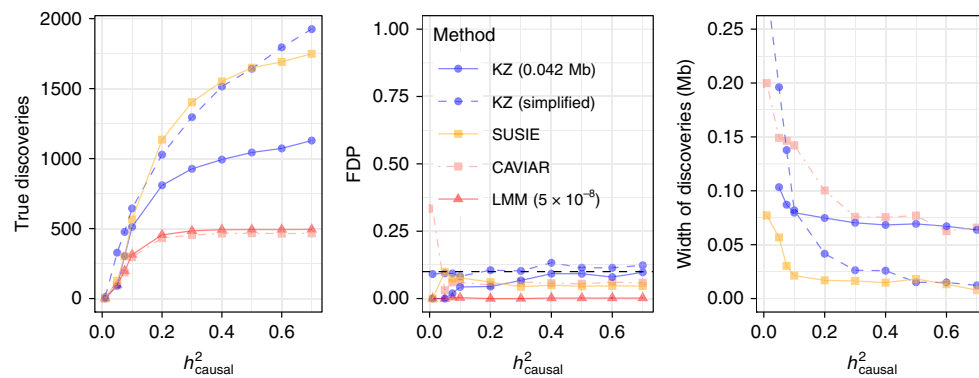 True discoveries
2000
1500
1000
500
0
0.0 0.2 0.4 0.6
h²causal
FDP
1.00
0.75
0.50
0.25
0.00
Method
KZ (0.042 Mb)
KZ (simplified)
SUSIE
CAVIAR
LMM (5 × 10⁻⁸)
0.0 0.2 0.4 0.6
h²causal
Width of discoveries (Mb)
0.25
0.20
0.15
0.10
0.05
0.00
0.0 0.2 0.4 0.6
h²causal